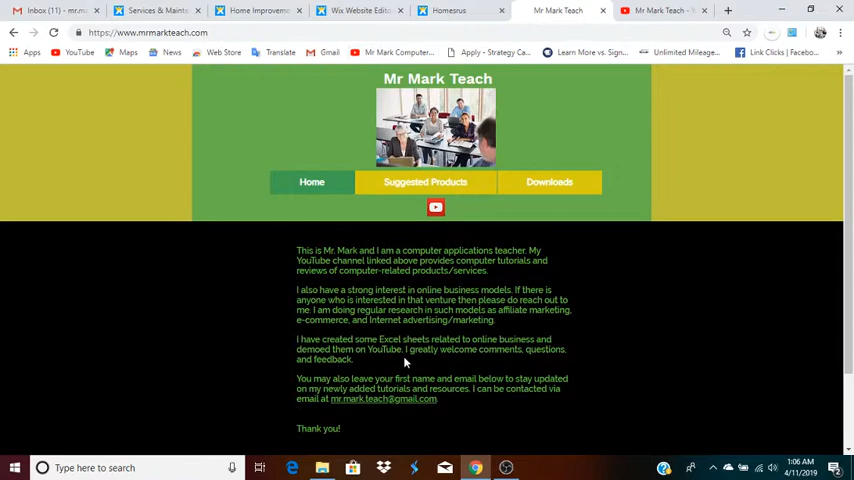 Inbox (11) - mr.ma
Services & Mainte
Home Improveme
Wix Website Edito
Homesrus
Mr Mark Teach
Mr Mark Teach - Y
https://www.mrmarkteach.com
Apps
YouTube
Maps
News
Web Store
Translate
Gmail
Mr Mark Computer...
Apply - Strategy Ca...
Learn More vs. Sign...
Unlimited Mileage...
Link Clicks | Faceboo...
Mr Mark Teach
Home
Suggested Products
Downloads
This is Mr. Mark and I am a computer applications teacher. My
YouTube channel linked above provides computer tutorials and
reviews of computer-related products/services.
I also have a strong interest in online business models. If there is
anyone who is interested in that venture then please do reach out to
me. I am doing regular research in such models as affiliate marketing,
e-commerce, and Internet advertising/marketing.
I have created some Excel sheets related to online business and
demoed them on YouTube. I greatly welcome comments, questions,
and feedback.
You may also leave your first name and email below to stay updated
on my newly added tutorials and resources. I can be contacted via
email at mr.mark.teach@gmail.com.
Thank you!
Type here to search
1:06 AM
4/11/2019